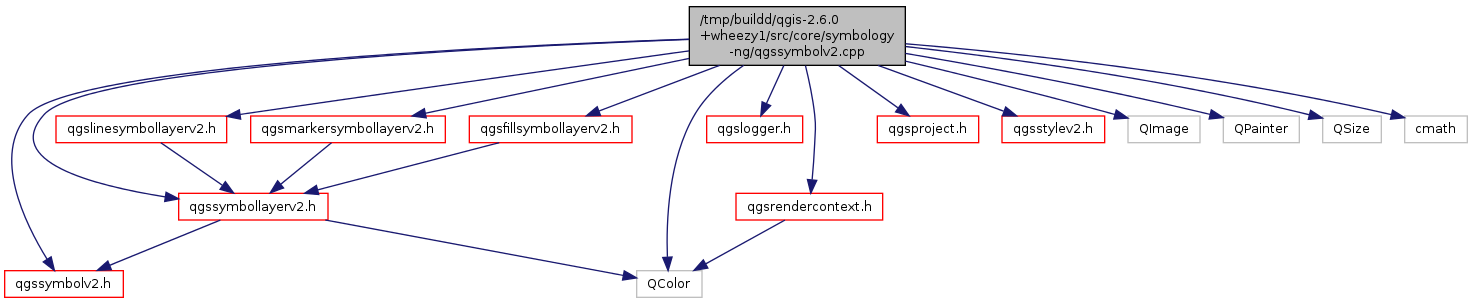 /tmp/buildd/qgis-2.6.0
+wheezy1/src/core/symbology
-ng/qgssymbolv2.cpp
qgslinesymbollayerv2.h
qgsmarkersymbollayerv2.h
qgsfillsymbollayerv2.h
qgslogger.h
qgsproject.h
qgsstylev2.h
QImage
QPainter
QSize
cmath
qgssymbollayerv2.h
qgsrendercontext.h
qgssymbolv2.h
QColor